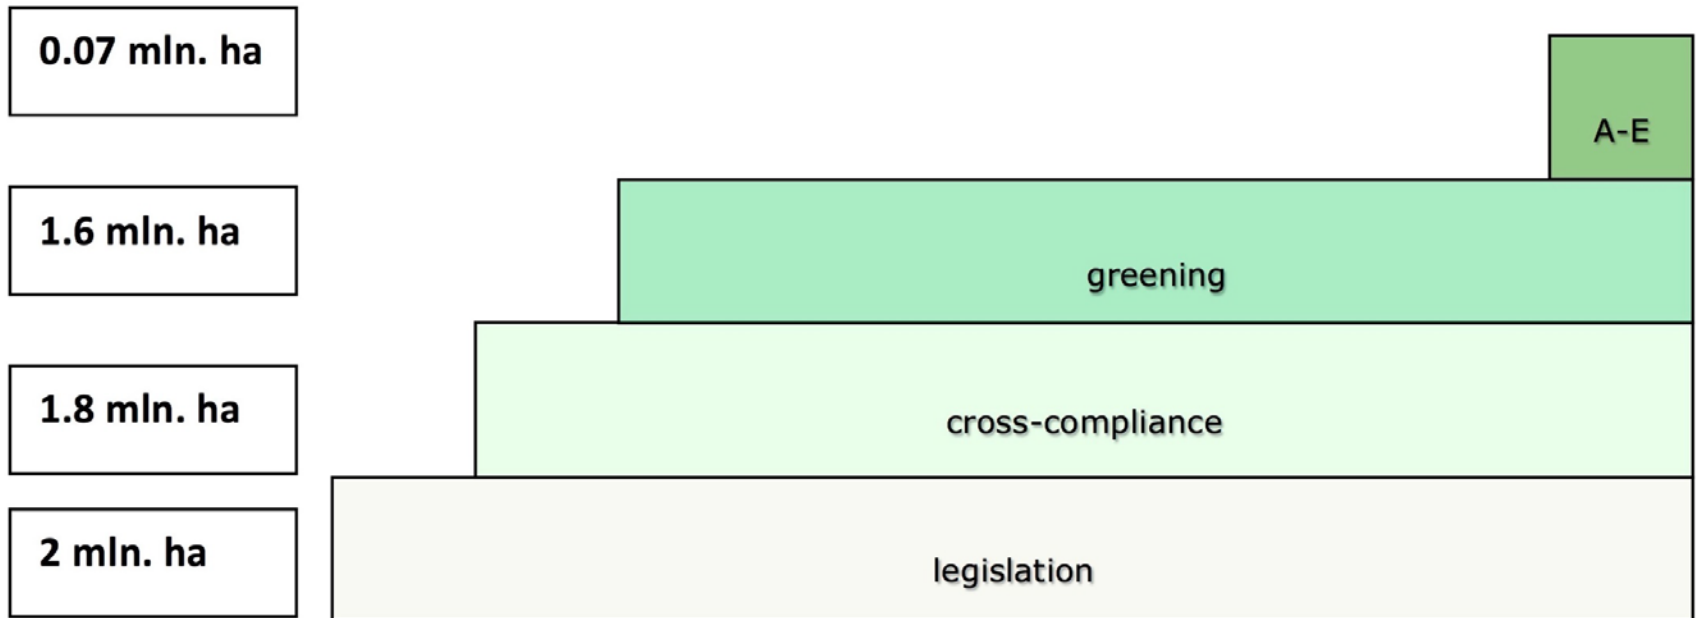 0.07 mln. ha
A-E
1.6 mln. ha
greening
1.8 mln. ha
cross-compliance
2 mln. ha
legislation